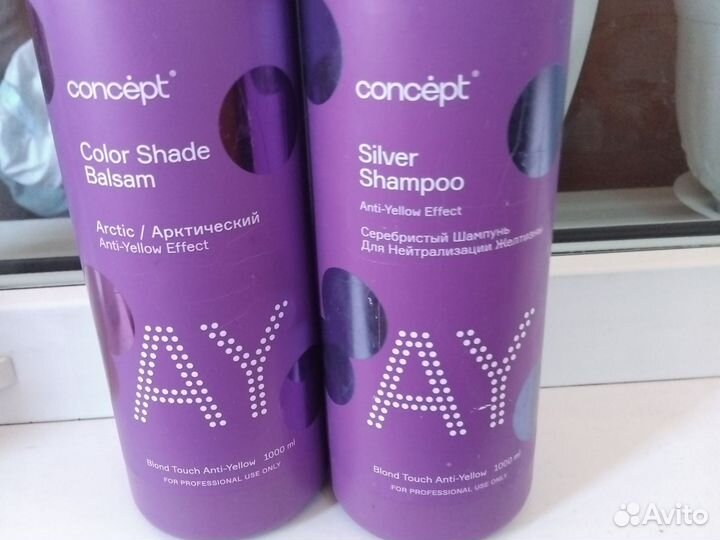 concépt®
Color Shade
Balsam
Arctic / Арктический
Anti-Yellow Effect
AY
Blond Touch Anti-Yellow 1000 ml
FOR PROFESSIONAL USE ONLY
concépt®
Silver
Shampoo
Anti-Yellow Effect
Серебристый Шампунь
Для Нейтрализации Желтизны
AY
Blond Touch Anti-Yellow 1000 ml
FOR PROFESSIONAL USE ONLY
Avito